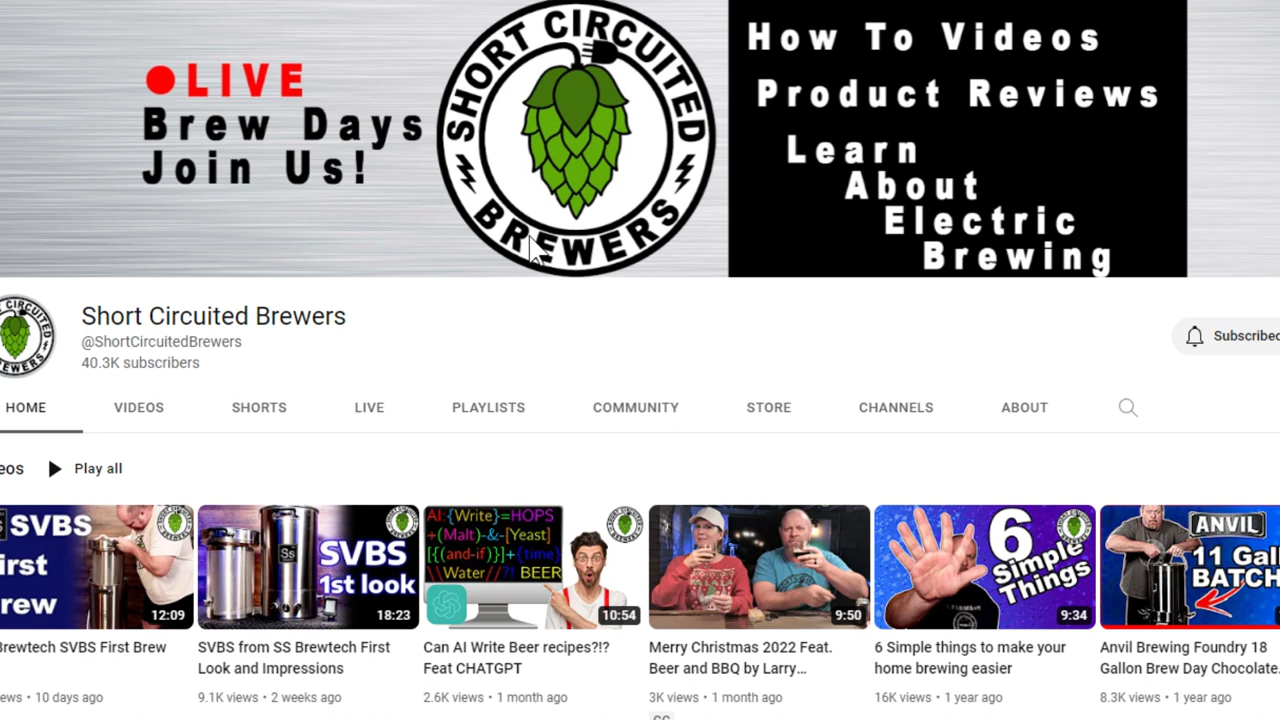 LIVE
Brew Days
Join Us!
SHORT CIRCUITED
BREWERS
How To Videos
Product Reviews
Learn
About
Electric
Brewing
CIRCUITED
Short Circuited Brewers
@ShortCircuitedBrewers
40.3K subscribers
Subscribed
HOME VIDEOS SHORTS LIVE PLAYLISTS COMMUNITY STORE CHANNELS ABOUT
Play all
SVBS
12:09
Ss
SVBS
1st look
18:23
AI:{Write}=HOPS
+(Malt)-&-[Yeast]
[{(and-if)}]+(time)
\\Water//?! BEER
10:54
9:50
6
Simple
Things
9:34
ANVIL
11 Gal
BATCH
Brewtech SVBS First Brew
SVBS from SS Brewtech First
Look and Impressions
Can AI Write Beer recipes?!?
Feat CHATGPT
Merry Christmas 2022 Feat.
Beer and BBQ by Larry...
6 Simple things to make your
home brewing easier
Anvil Brewing Foundry 18
Gallon Brew Day Chocolate...
10 days ago
9.1K views • 2 weeks ago
2.6K views • 1 month ago
3K views • 1 month ago
16K views • 1 year ago
8.3K views • 1 year ago